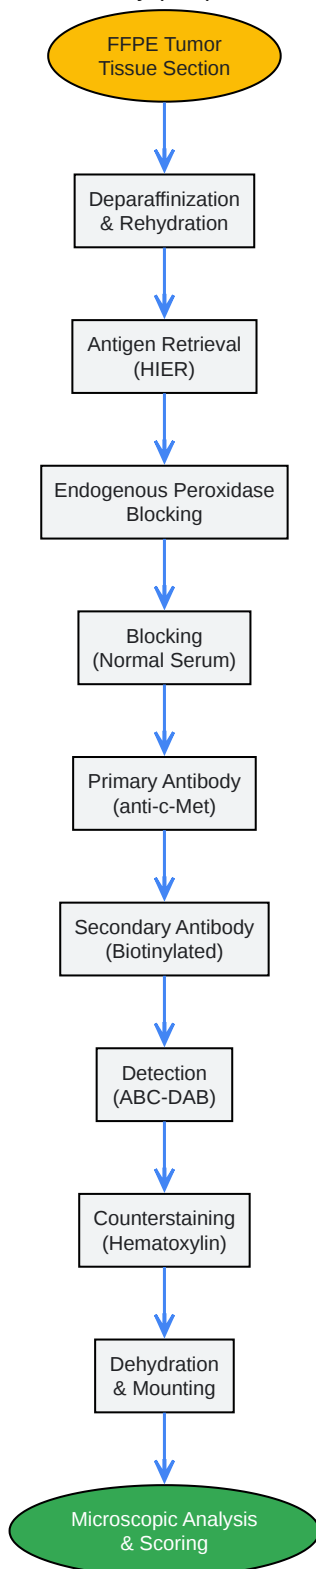 FFPE Tumor
Tissue Section
Deparaffinization
& Rehydration
Antigen Retrieval
(HIER)
Endogenous Peroxidase
Blocking
Blocking
(Normal Serum)
Primary Antibody
(anti-c-Met)
Secondary Antibody
(Biotinylated)
Detection
(ABC-DAB)
Counterstaining
(Hematoxylin)
Dehydration
& Mounting
Microscopic Analysis
& Scoring